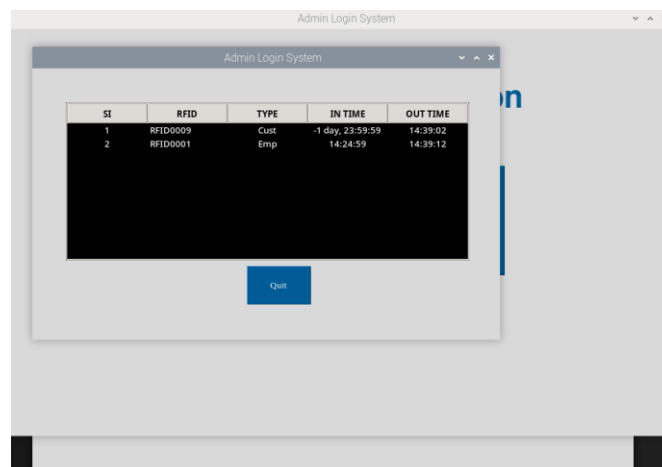 Admin Login System
Admin Login System
on
SI RFID TYPE IN TIME OUT TIME
1 RFID0009 Cust -1 day, 23:59:59 14:39:02
2 RFID0001 Emp 14:24:59 14:39:12
Quit